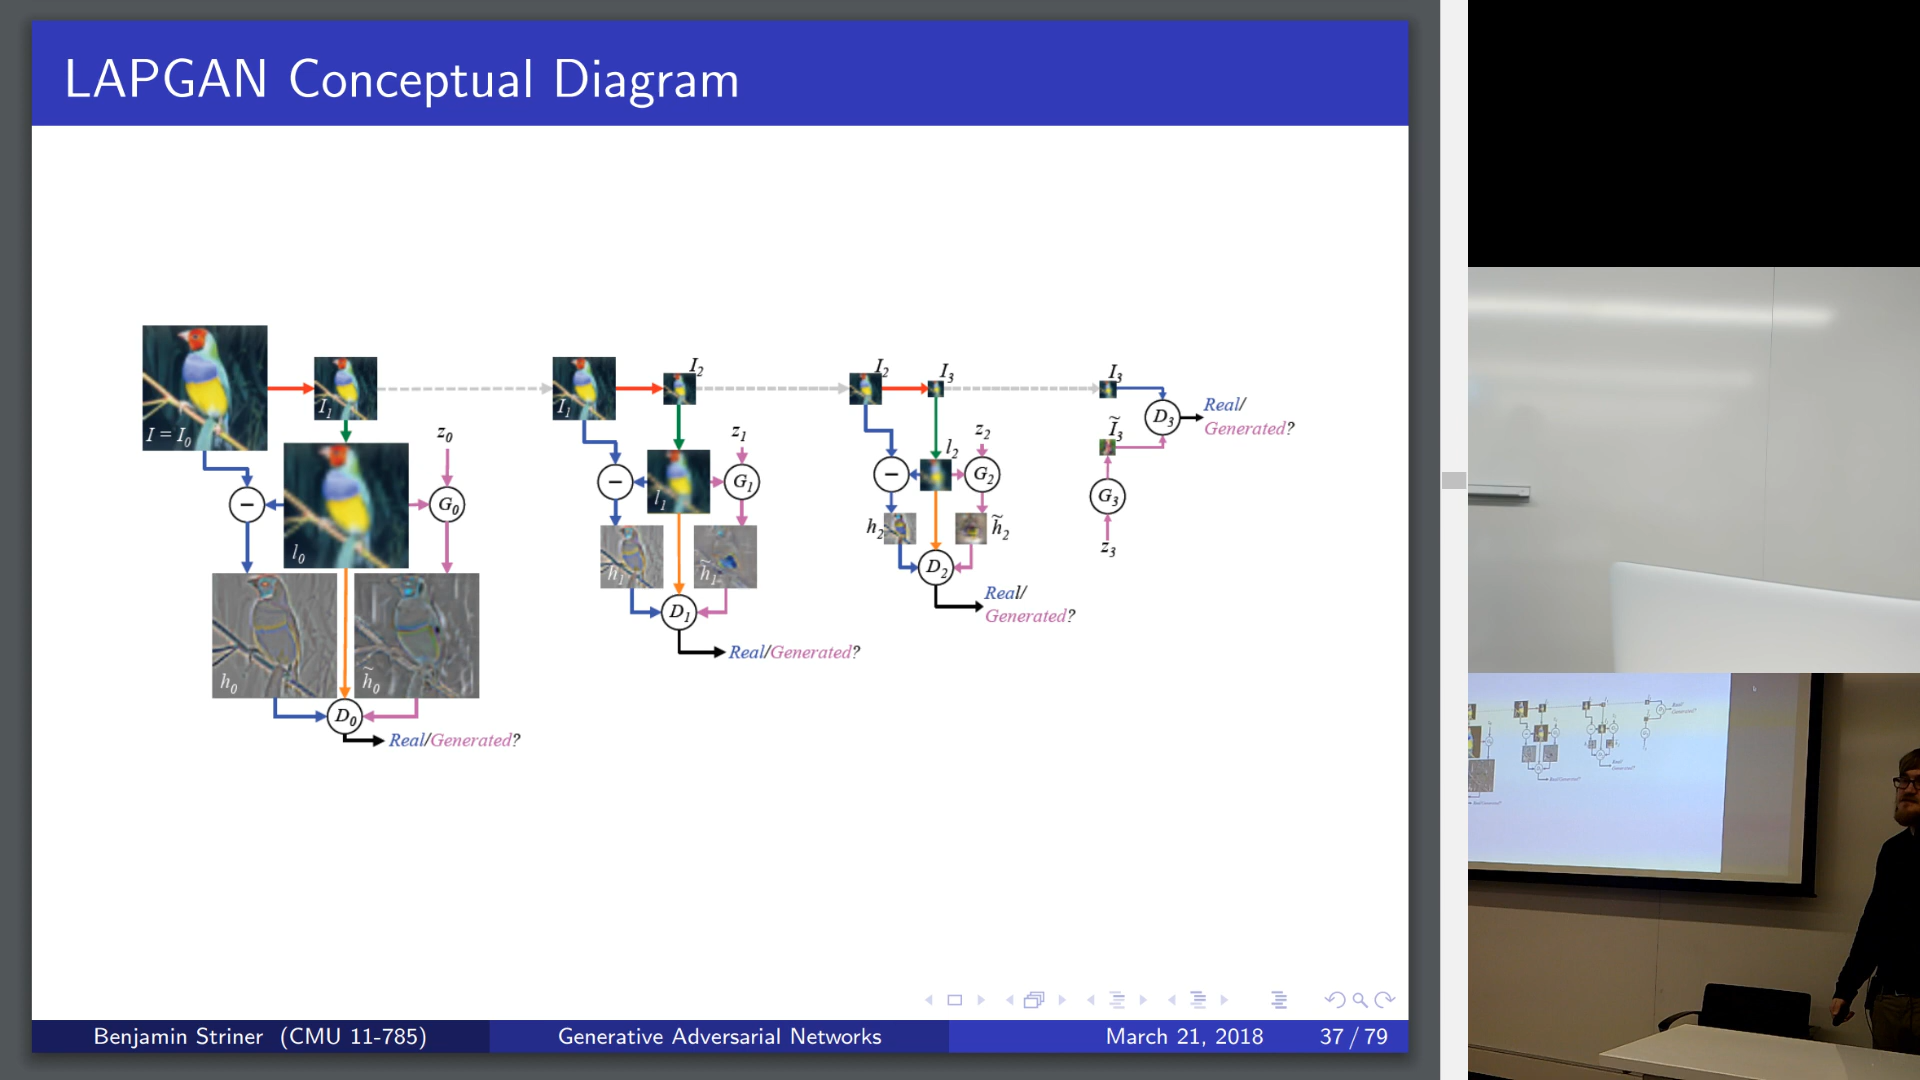 LAPGAN Conceptual Diagram
I = I₀
I₁
l₀
z₀
G₀
−
h₀
h̃₀
D₀
Real/Generated?
I₁
I₂
l₁
z₁
G₁
−
h₁
h̃₁
D₁
Real/Generated?
I₂
I₃
l₂
z₂
G₂
−
h₂
h̃₂
D₂
Real/
Generated?
I₃
Ĩ₃
D₃
Real/
Generated?
G₃
z₃
Benjamin Striner (CMU 11-785)
Generative Adversarial Networks
March 21, 2018
37 / 79